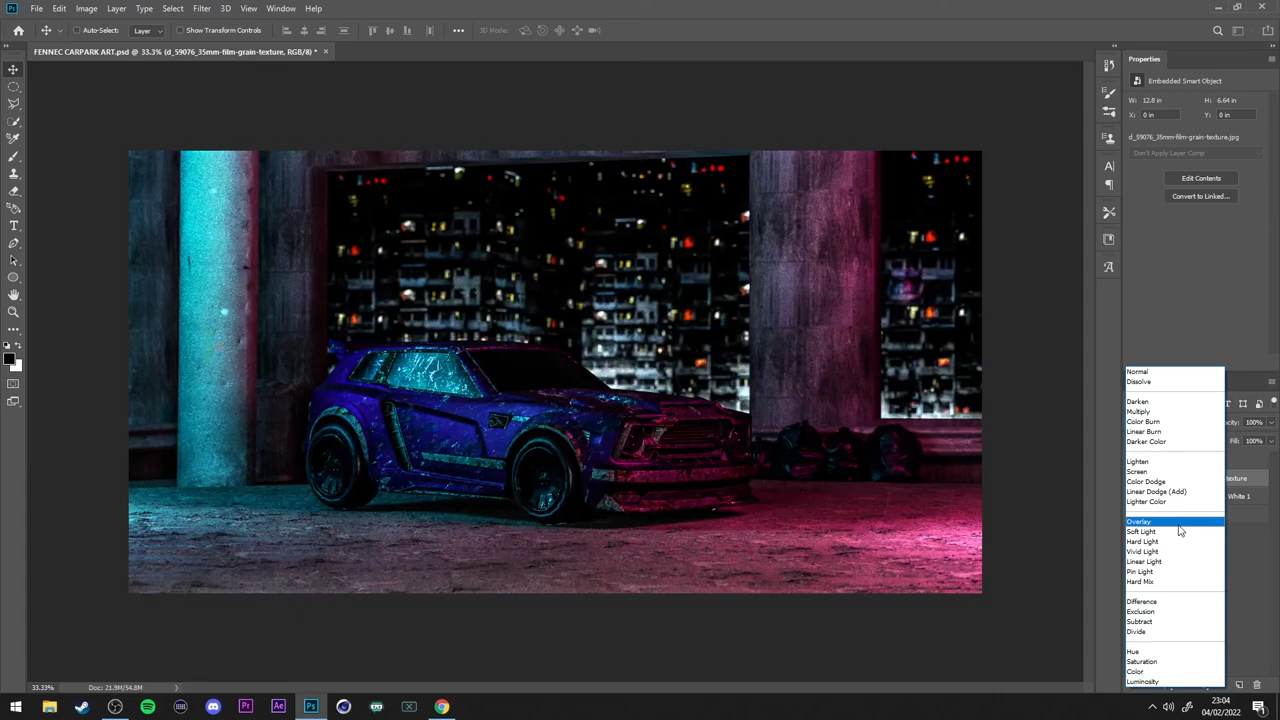 File Edit Image Layer Type Select Filter 3D View Window Help
Auto-Select: Layer Show Transform Controls 3D Mode:
FENNEC CARPARK ART.psd @ 33.3% (d_59076_35mm-film-grain-texture, RGB/8) *
Properties
Embedded Smart Object
W: 12.8 in H: 6.64 in
X: 0 in Y: 0 in
d_59076_35mm-film-grain-texture.jpg
Don't Apply Layer Comp
Edit Contents
Convert to Linked...
Normal
Dissolve
Darken
Multiply
Color Burn
Linear Burn
Darker Color
Lighten
Screen
Color Dodge
Linear Dodge (Add)
Lighter Color
Overlay
Soft Light
Hard Light
Vivid Light
Linear Light
Pin Light
Hard Mix
Difference
Exclusion
Subtract
Divide
Hue
Saturation
Color
Luminosity
100%
Fill: 100%
texture
White 1
33.33% Doc: 21.9M/54.8M
23:04
04/02/2022